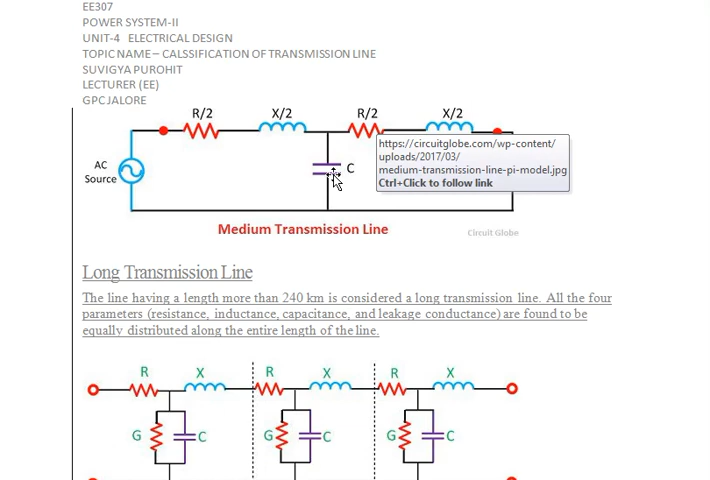 EE307
POWER SYSTEM-II
UNIT-4 ELECTRICAL DESIGN
TOPIC NAME – CALSSIFICATION OF TRANSMISSION LINE
SUVIGYA PUROHIT
LECTURER (EE)
GPC JALORE
R/2 X/2 R/2 X/2
https://circuitglobe.com/wp-content/
uploads/2017/03/
medium-transmission-line-pi-model.jpg
Ctrl+Click to follow link
AC
Source
C
Medium Transmission Line
Circuit Globe
Long Transmission Line
The line having a length more than 240 km is considered a long transmission line. All the four
parameters (resistance, inductance, capacitance, and leakage conductance) are found to be
equally distributed along the entire length of the line.
R X R X R X
G C G C G C